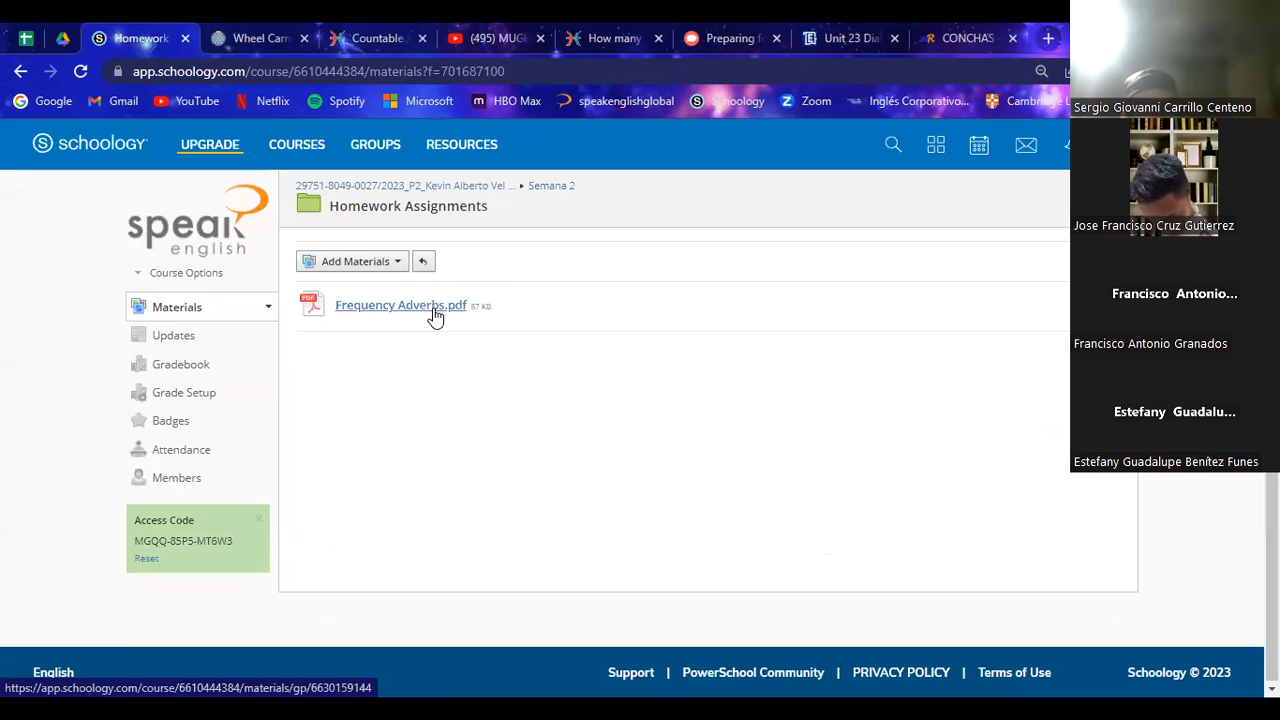 Homework
Wheel Cam
Countable
(495) MUG
How many
Preparing f
Unit 23 Dia
CONCHA'S
app.schoology.com/course/6610444384/materials?f=701687100
Google
Gmail
YouTube
Netflix
Spotify
Microsoft
HBO Max
speakenglishglobal
Schoology
Zoom
Inglés Corporativo...
Cambridge L
schoology
UPGRADE
COURSES
GROUPS
RESOURCES
29751-8049-0027/2023_P2_Kevin Alberto Vel ...
Semana 2
Homework Assignments
speak
english
Course Options
Materials
Updates
Gradebook
Grade Setup
Badges
Attendance
Members
Access Code
MGQQ-85P5-MT6W3
Reset
Add Materials
PDF
Frequency Adverbs.pdf 87 KB
Sergio Giovanni Carrillo Centeno
Jose Francisco Cruz Gutierrez
Francisco Antonio...
Francisco Antonio Granados
Estefany Guadalu...
Estefany Guadalupe Benítez Funes
English
Support | PowerSchool Community | PRIVACY POLICY | Terms of Use
Schoology © 2023
https://app.schoology.com/course/6610444384/materials/gp/6630159144